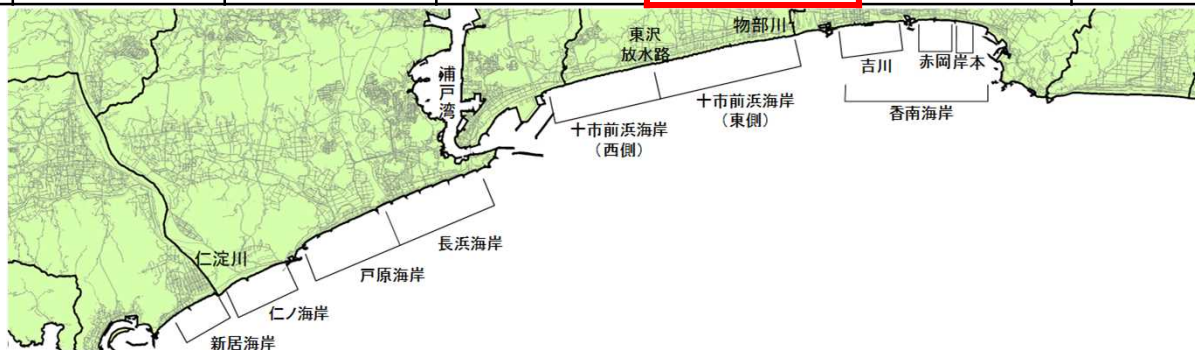 東沢
放水路
物部川
浦戸湾
吉川
赤岡
岸本
香南海岸
十市前浜海岸
（東側）
十市前浜海岸
（西側）
長浜海岸
戸原海岸
仁淀川
仁ノ海岸
新居海岸